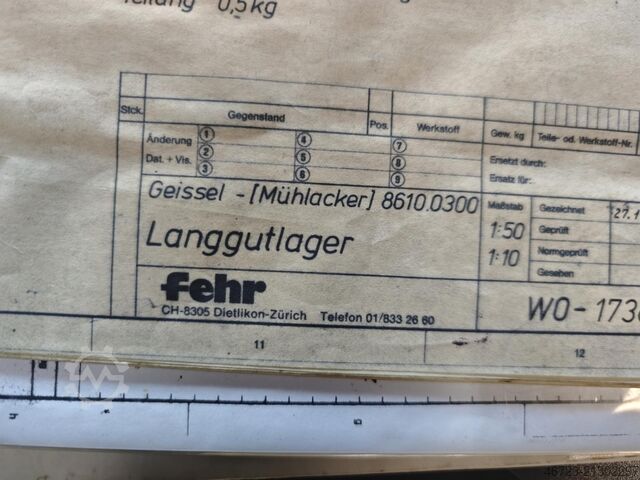 Teilung 0,5kg
Stck. Gegenstand Pos. Werkstoff Gew. kg Teile- od. Werkstoff-Nr.
Änderung 1 4 7
Dat. + Vis. 2 5 8
3 6 9
Ersetzt durch:
Ersatz für:
Geissel - [Mühlacker] 8610.0300
Langgutlager
Maßstab
1:50
1:10
Gezeichnet 27.1
Geprüft
Normgeprüft
Gesehen
fehr
CH-8305 Dietlikon-Zürich Telefon 01/833 26 60
WO-173
11 12